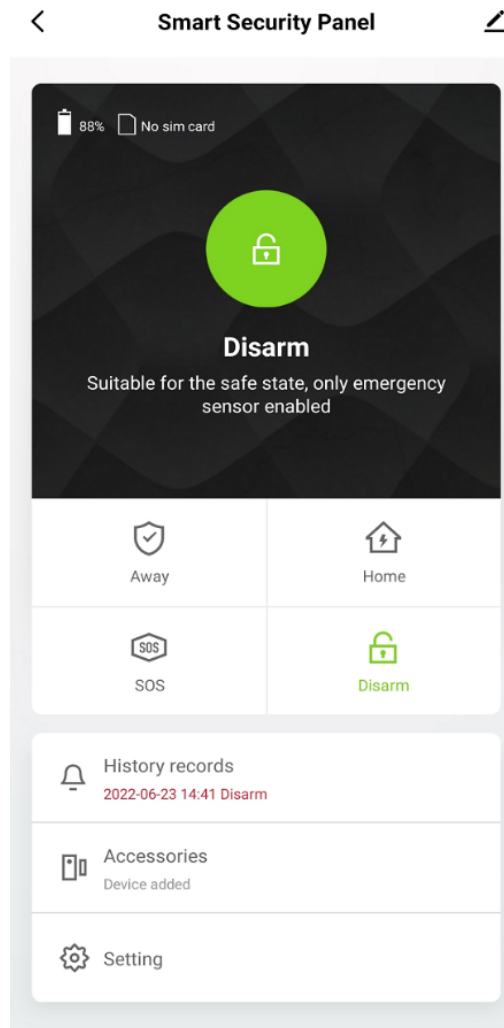 Smart Security Panel
88% No sim card
Disarm
Suitable for the safe state, only emergency
sensor enabled
Away
Home
SOS
SOS
Disarm
History records
2022-06-23 14:41 Disarm
Accessories
Device added
Setting